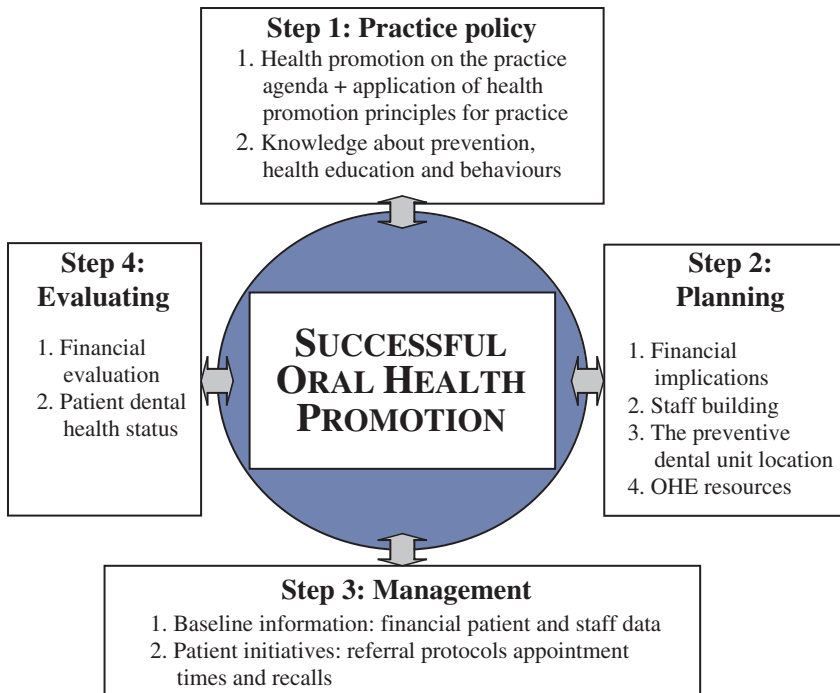 Step 1: Practice policy
1. Health promotion on the practice
agenda + application of health
promotion principles for practice
2. Knowledge about prevention,
health education and behaviours
Step 4:
Evaluating
1. Financial
evaluation
2. Patient dental
health status
SUCCESSFUL
ORAL HEALTH
PROMOTION
Step 2:
Planning
1. Financial
implications
2. Staff building
3. The preventive
dental unit location
4. OHE resources
Step 3: Management
1. Baseline information: financial patient and staff data
2. Patient initiatives: referral protocols appointment
times and recalls